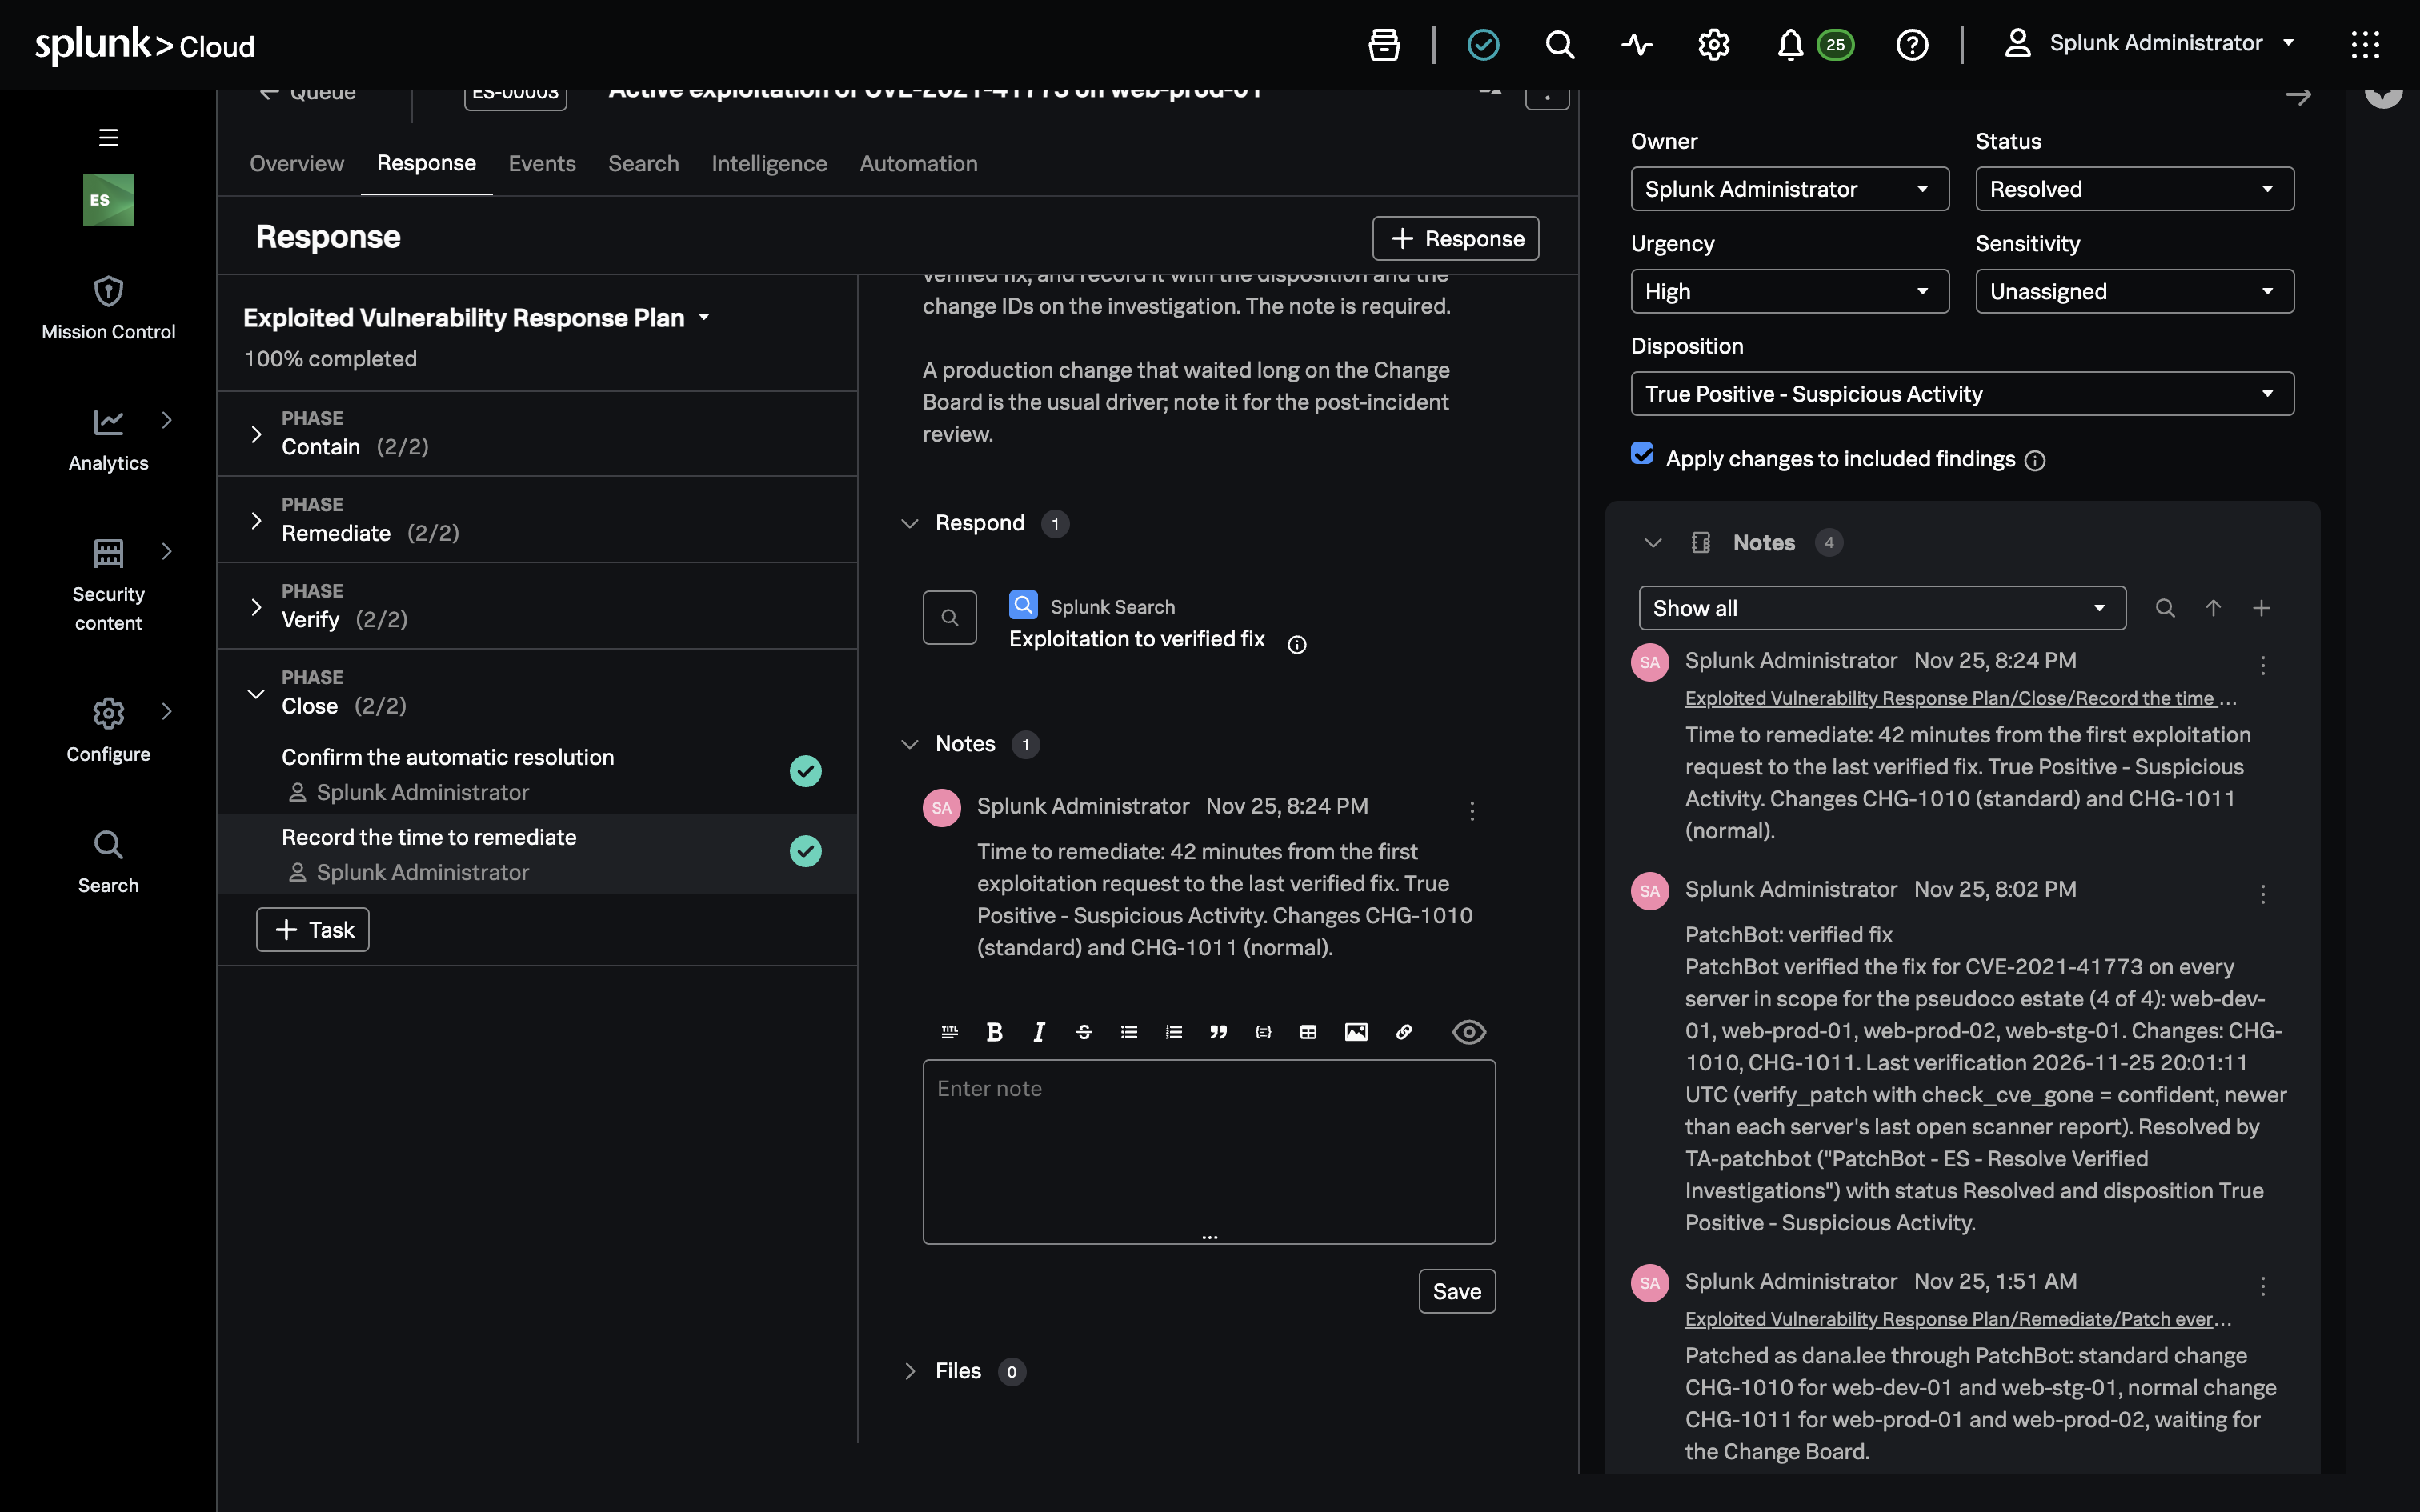 splunk>Cloud
25
Splunk Administrator
Queue
ES-00003
Active exploitation of CVE-2021-41773 on web-prod-01
ES
Mission Control
Analytics
Security
content
Configure
Search
Overview
Response
Events
Search
Intelligence
Automation
Response
+ Response
Exploited Vulnerability Response Plan
100% completed
PHASE
Contain (2/2)
PHASE
Remediate (2/2)
PHASE
Verify (2/2)
PHASE
Close (2/2)
Confirm the automatic resolution
Splunk Administrator
Record the time to remediate
Splunk Administrator
+ Task
verified fix, and record it with the disposition and the
change IDs on the investigation. The note is required.
A production change that waited long on the Change
Board is the usual driver; note it for the post-incident
review.
Respond 1
Splunk Search
Exploitation to verified fix
Notes 1
SA Splunk Administrator Nov 25, 8:24 PM
Time to remediate: 42 minutes from the first
exploitation request to the last verified fix. True
Positive - Suspicious Activity. Changes CHG-1010
(standard) and CHG-1011 (normal).
Enter note
Save
Files 0
Owner
Splunk Administrator
Status
Resolved
Urgency
High
Sensitivity
Unassigned
Disposition
True Positive - Suspicious Activity
Apply changes to included findings
Notes 4
Show all
SA Splunk Administrator Nov 25, 8:24 PM
Exploited Vulnerability Response Plan/Close/Record the time ...
Time to remediate: 42 minutes from the first exploitation
request to the last verified fix. True Positive - Suspicious
Activity. Changes CHG-1010 (standard) and CHG-1011
(normal).
SA Splunk Administrator Nov 25, 8:02 PM
PatchBot: verified fix
PatchBot verified the fix for CVE-2021-41773 on every
server in scope for the pseudoco estate (4 of 4): web-dev-
01, web-prod-01, web-prod-02, web-stg-01. Changes: CHG-
1010, CHG-1011. Last verification 2026-11-25 20:01:11
UTC (verify_patch with check_cve_gone = confident, newer
than each server's last open scanner report). Resolved by
TA-patchbot ("PatchBot - ES - Resolve Verified
Investigations") with status Resolved and disposition True
Positive - Suspicious Activity.
SA Splunk Administrator Nov 25, 1:51 AM
Exploited Vulnerability Response Plan/Remediate/Patch ever...
Patched as dana.lee through PatchBot: standard change
CHG-1010 for web-dev-01 and web-stg-01, normal change
CHG-1011 for web-prod-01 and web-prod-02, waiting for
the Change Board.